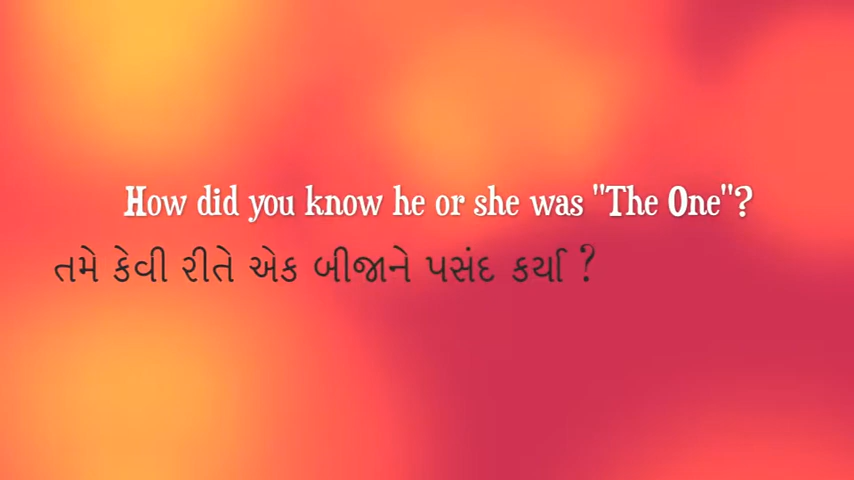 How did you know he or she was "The One"?
તમે કેવી રીતે એક બીજાને પસંદ કર્યા ?